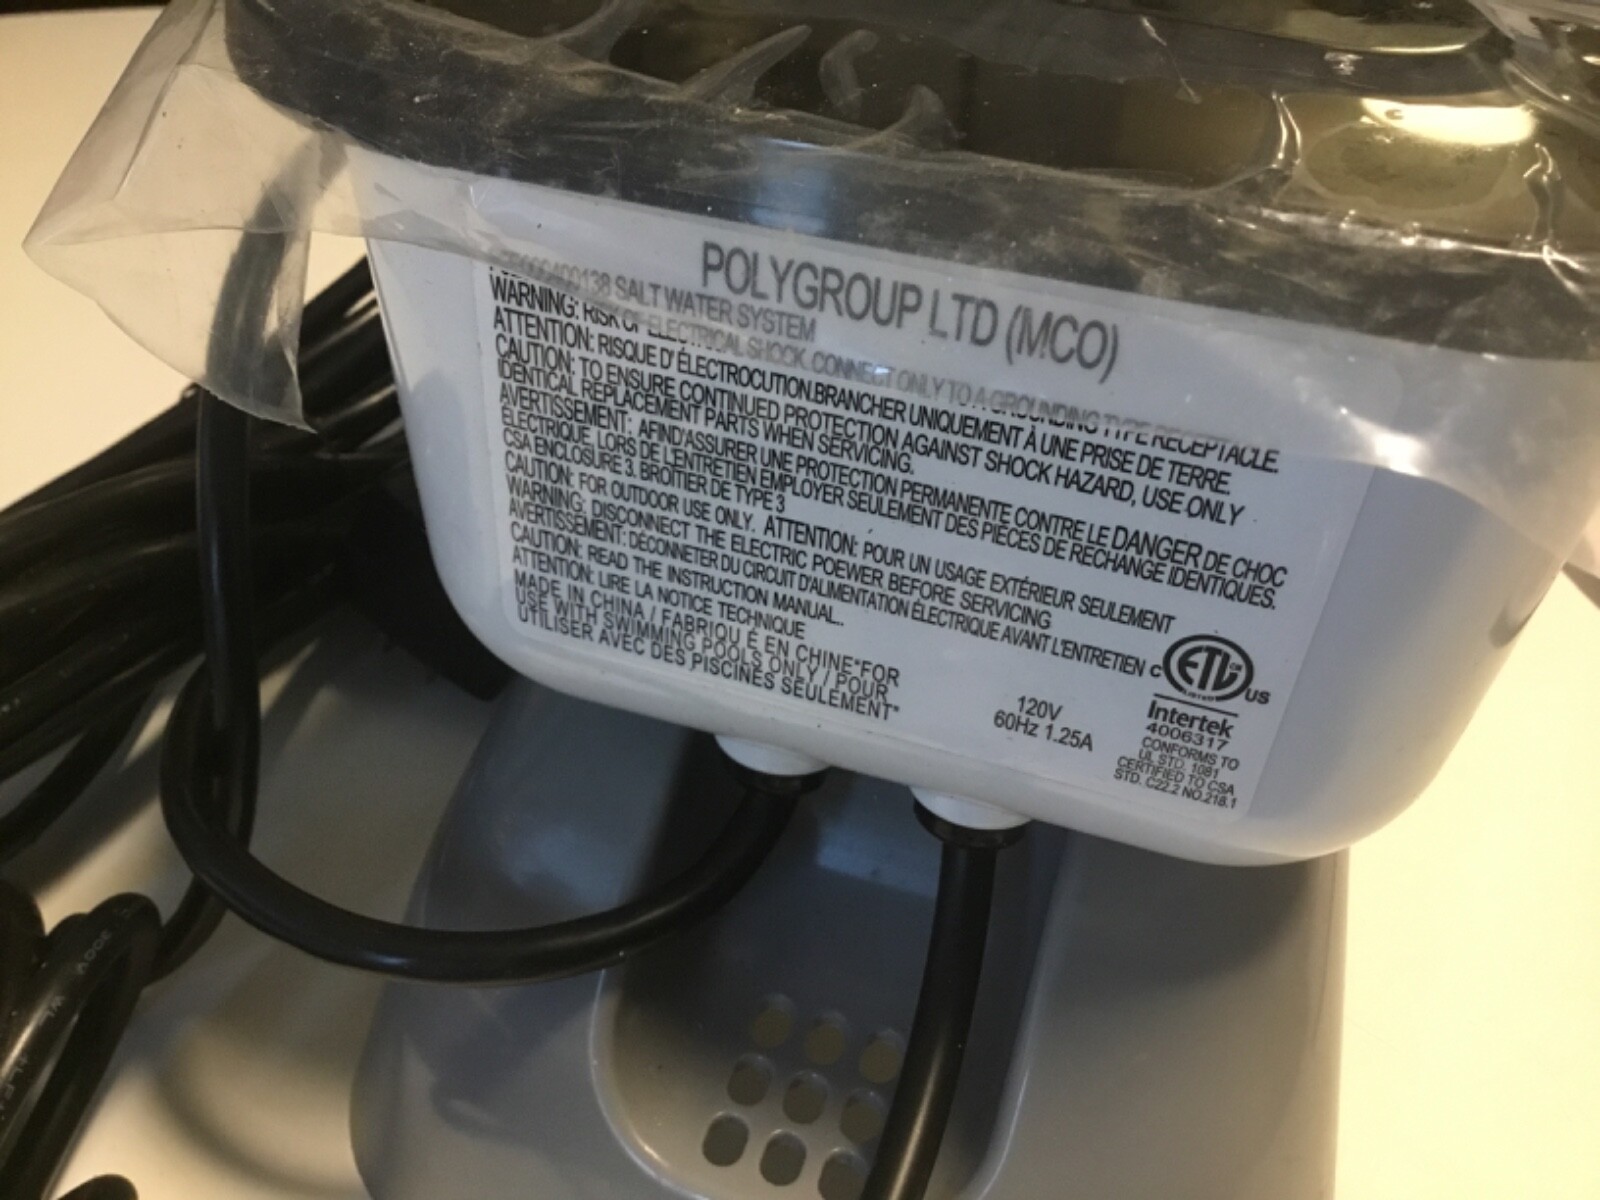 POLYGROUP LTD (MCO)
SALT WATER SYSTEM
WARNING: RISK OF ELECTRICAL SHOCK. CONNECT ONLY TO A GROUNDING TYPE RECEPTACLE.
ATTENTION: RISQUE D' ÉLECTROCUTION.BRANCHER UNIQUEMENT À UNE PRISE DE TERRE.
CAUTION: TO ENSURE CONTINUED PROTECTION AGAINST SHOCK HAZARD, USE ONLY
IDENTICAL REPLACEMENT PARTS WHEN SERVICING.
AVERTISSEMENT: AFIND'ASSURER UNE PROTECTION PERMANENTE CONTRE LE DANGER DE CHOC
ÉLECTRIQUE, LORS DE L'ENTRETIEN EMPLOYER SEULEMENT DES PIÈCES DE RECHANGE IDENTIQUES.
CSA ENCLOSURE 3. BROÎTIER DE TYPE 3
CAUTION: FOR OUTDOOR USE ONLY. ATTENTION: POUR UN USAGE EXTÉRIEUR SEULEMENT
WARNING: DISCONNECT THE ELECTRIC POEWER BEFORE SERVICING
AVERTISSEMENT: DÉCONNETER DU CIRCUIT D'ALIMENTATION ÉLECTRIQUE AVANT L'ENTRETIEN
CAUTION: READ THE INSTRUCTION MANUAL..
ATTENTION: LIRE LA NOTICE TECHNIQUE
MADE IN CHINA / FABRIQU É EN CHINE"FOR
USE WITH SWIMMING POOLS ONLY / POUR
UTILISER AVEC DES PISCINES SEULEMENT"
120V
60Hz 1.25A
C ETL CM US
LISTED
Intertek
4006317
CONFORMS TO
UL STD. 1081
CERTIFIED TO CSA
STD. C22.2 NO.218.1
300V